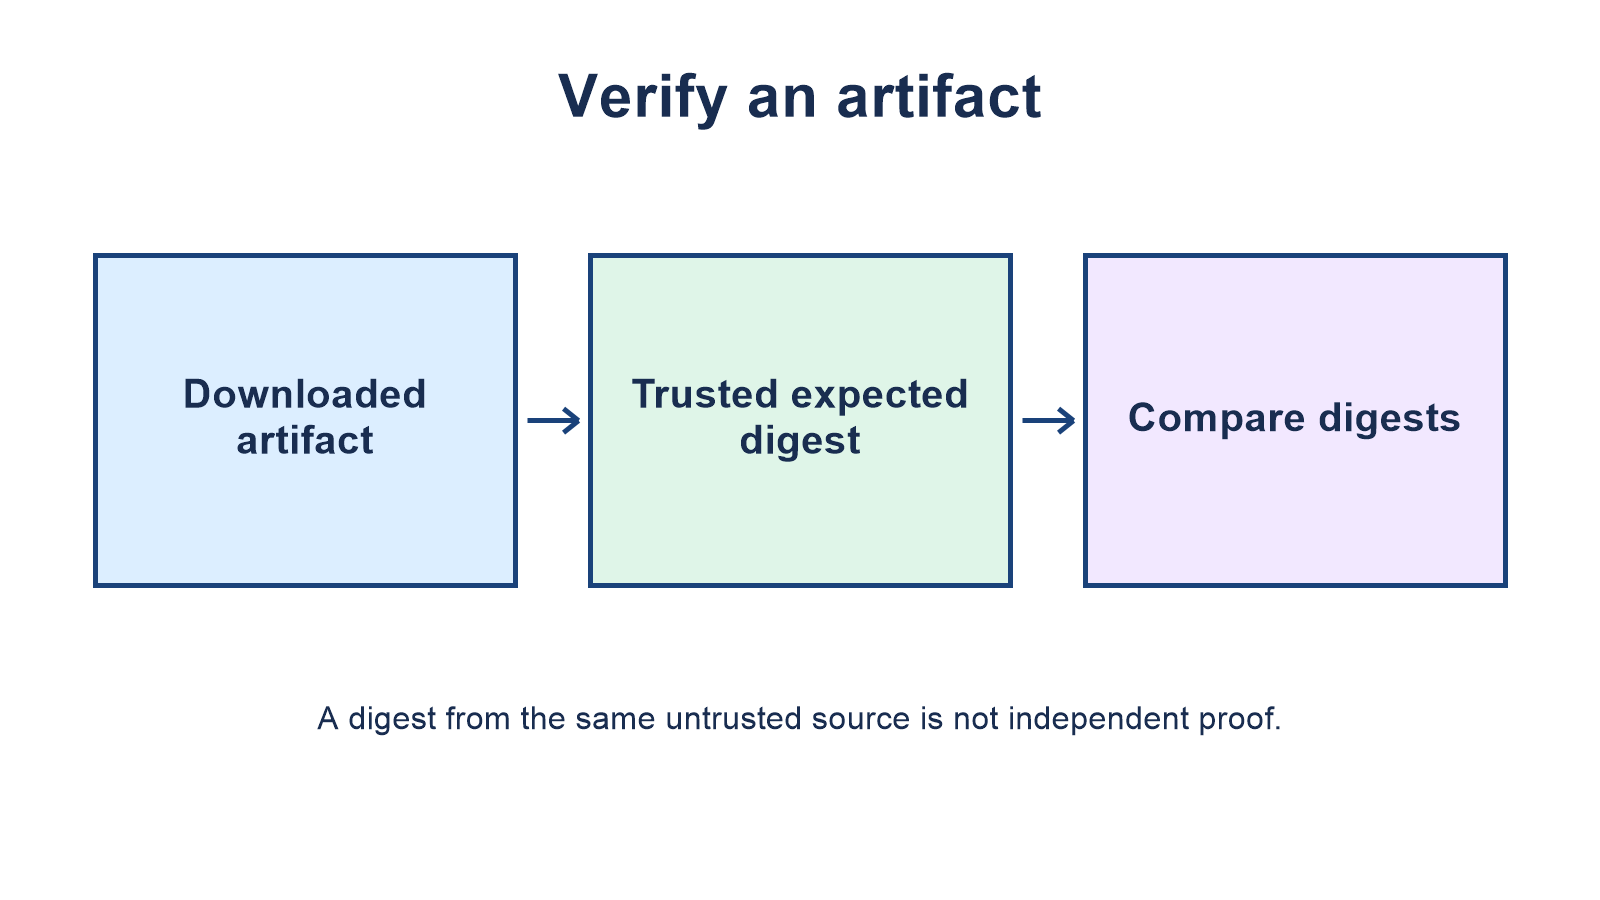 Verify an artifact
Downloaded
artifact
Trusted expected
digest
Compare digests
A digest from the same untrusted source is not independent proof.